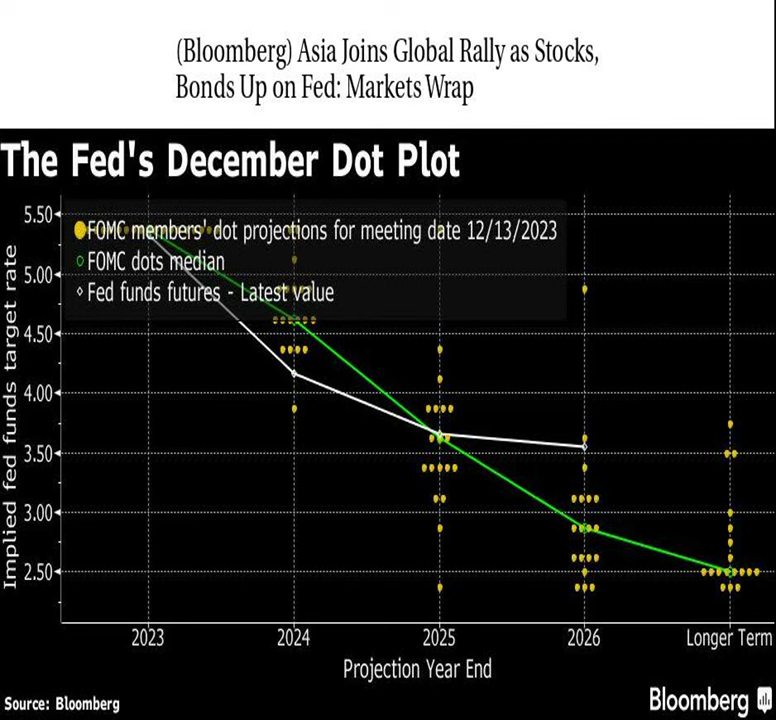 (Bloomberg) Asia Joins Global Rally as Stocks,
Bonds Up on Fed: Markets Wrap
The Fed's December Dot Plot
FOMC members' dot projections for meeting date 12/13/2023
FOMC dots median
Fed funds futures - Latest value
Implied fed funds target rate
5.50
5.00
4.50
4.00
3.50
3.00
2.50
2023 2024 2025 2026 Longer Term
Projection Year End
Source: Bloomberg
Bloomberg